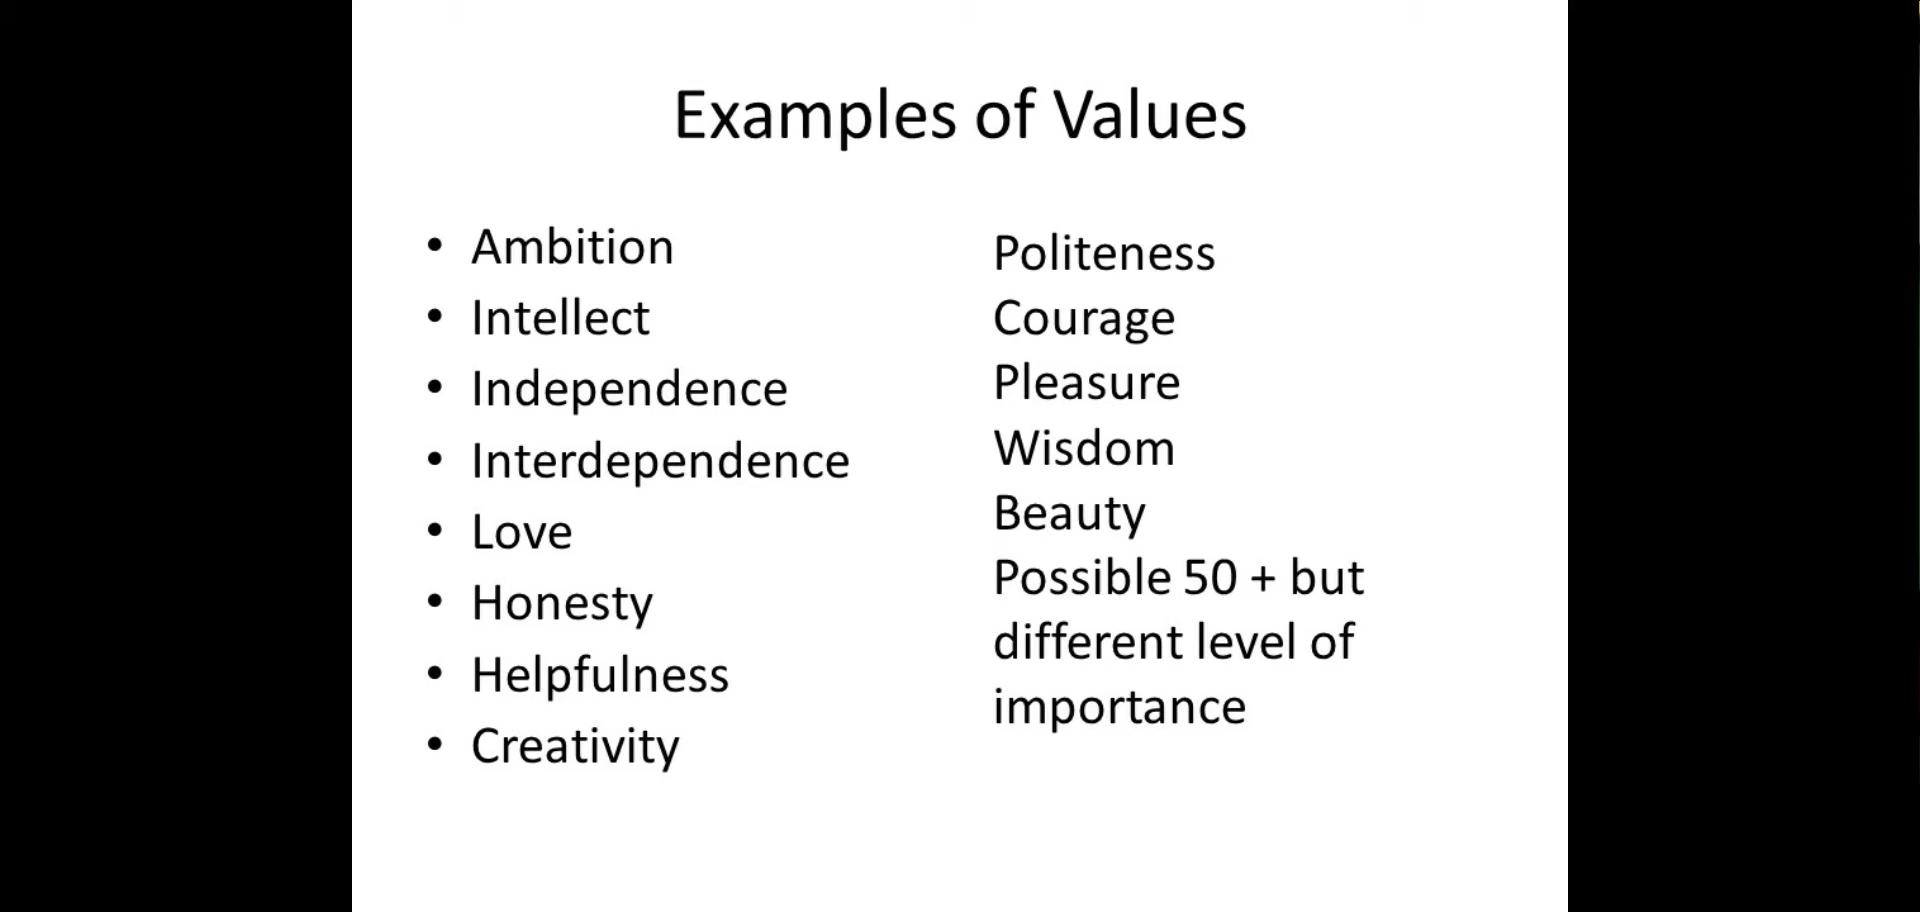 Examples of Values
• Ambition
• Intellect
• Independence
• Interdependence
• Love
• Honesty
• Helpfulness
• Creativity
Politeness
Courage
Pleasure
Wisdom
Beauty
Possible 50 + but
different level of
importance